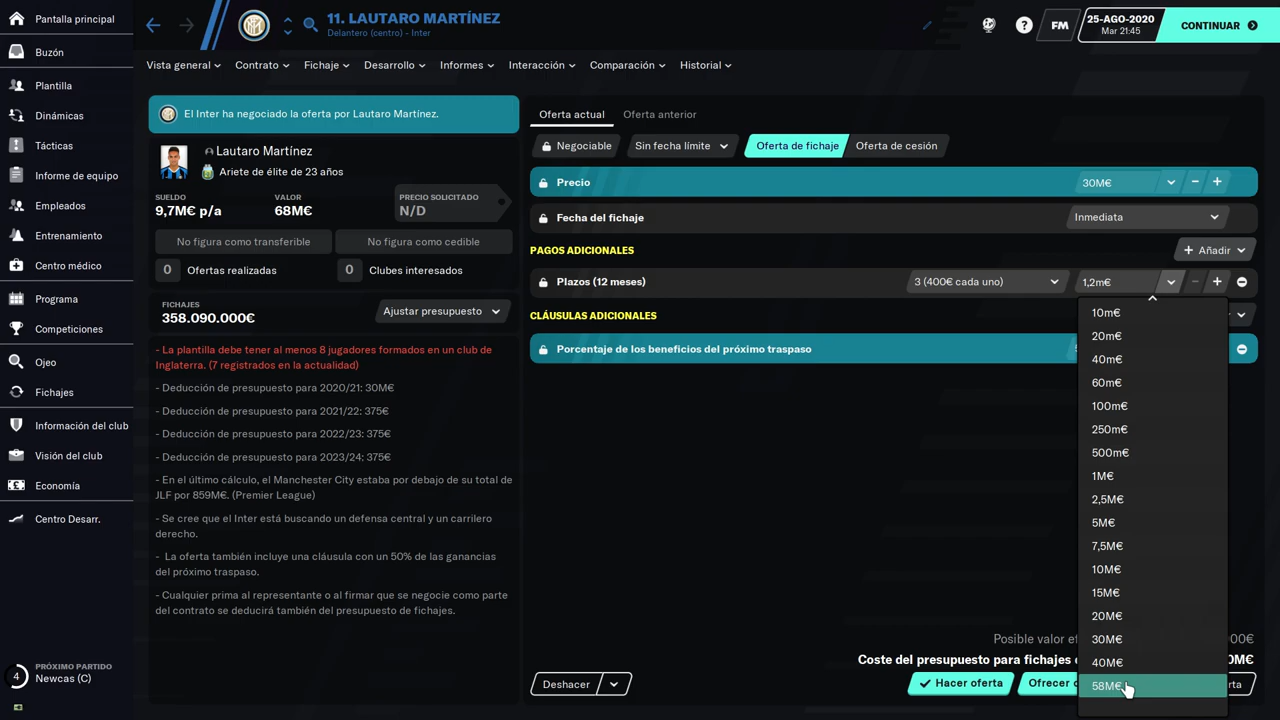 Pantalla principal
Buzón
Plantilla
Dinámicas
Tácticas
Informe de equipo
Empleados
Entrenamiento
Centro médico
Programa
Competiciones
Ojeo
Fichajes
Información del club
Visión del club
Economía
Centro Desarr.
4
PRÓXIMO PARTIDO
Newcas (C)
11. LAUTARO MARTÍNEZ
Delantero (centro) - Inter
?
FM
25-AGO-2020
Mar 21:45
CONTINUAR
Vista general
Contrato
Fichaje
Desarrollo
Informes
Interacción
Comparación
Historial
El Inter ha negociado la oferta por Lautaro Martínez.
Lautaro Martínez
Ariete de élite de 23 años
SUELDO
9,7M€ p/a
VALOR
68M€
PRECIO SOLICITADO
N/D
No figura como transferible
No figura como cedible
0 Ofertas realizadas
0 Clubes interesados
FICHAJES
358.090.000€
Ajustar presupuesto
- La plantilla debe tener al menos 8 jugadores formados en un club de
Inglaterra. (7 registrados en la actualidad)
- Deducción de presupuesto para 2020/21: 30M€
- Deducción de presupuesto para 2021/22: 375€
- Deducción de presupuesto para 2022/23: 375€
- Deducción de presupuesto para 2023/24: 375€
- En el último cálculo, el Manchester City estaba por debajo de su total de
JLF por 859M€. (Premier League)
- Se cree que el Inter está buscando un defensa central y un carrilero
derecho.
- La oferta también incluye una cláusula con un 50% de las ganancias
del próximo traspaso.
- Cualquier prima al representante o al firmar que se negocie como parte
del contrato se deducirá también del presupuesto de fichajes.
Oferta actual
Oferta anterior
Negociable
Sin fecha límite
Oferta de fichaje
Oferta de cesión
Precio
30M€
Fecha del fichaje
Inmediata
PAGOS ADICIONALES
Añadir
Plazos (12 meses)
3 (400€ cada uno)
1,2m€
CLÁUSULAS ADICIONALES
Porcentaje de los beneficios del próximo traspaso
10m€
20m€
40m€
60m€
100m€
250m€
500m€
1M€
2,5M€
5M€
7,5M€
10M€
15M€
20M€
30M€
40M€
58M€
Posible valor
Coste del presupuesto para fichajes
Deshacer
Hacer oferta
Ofrecer